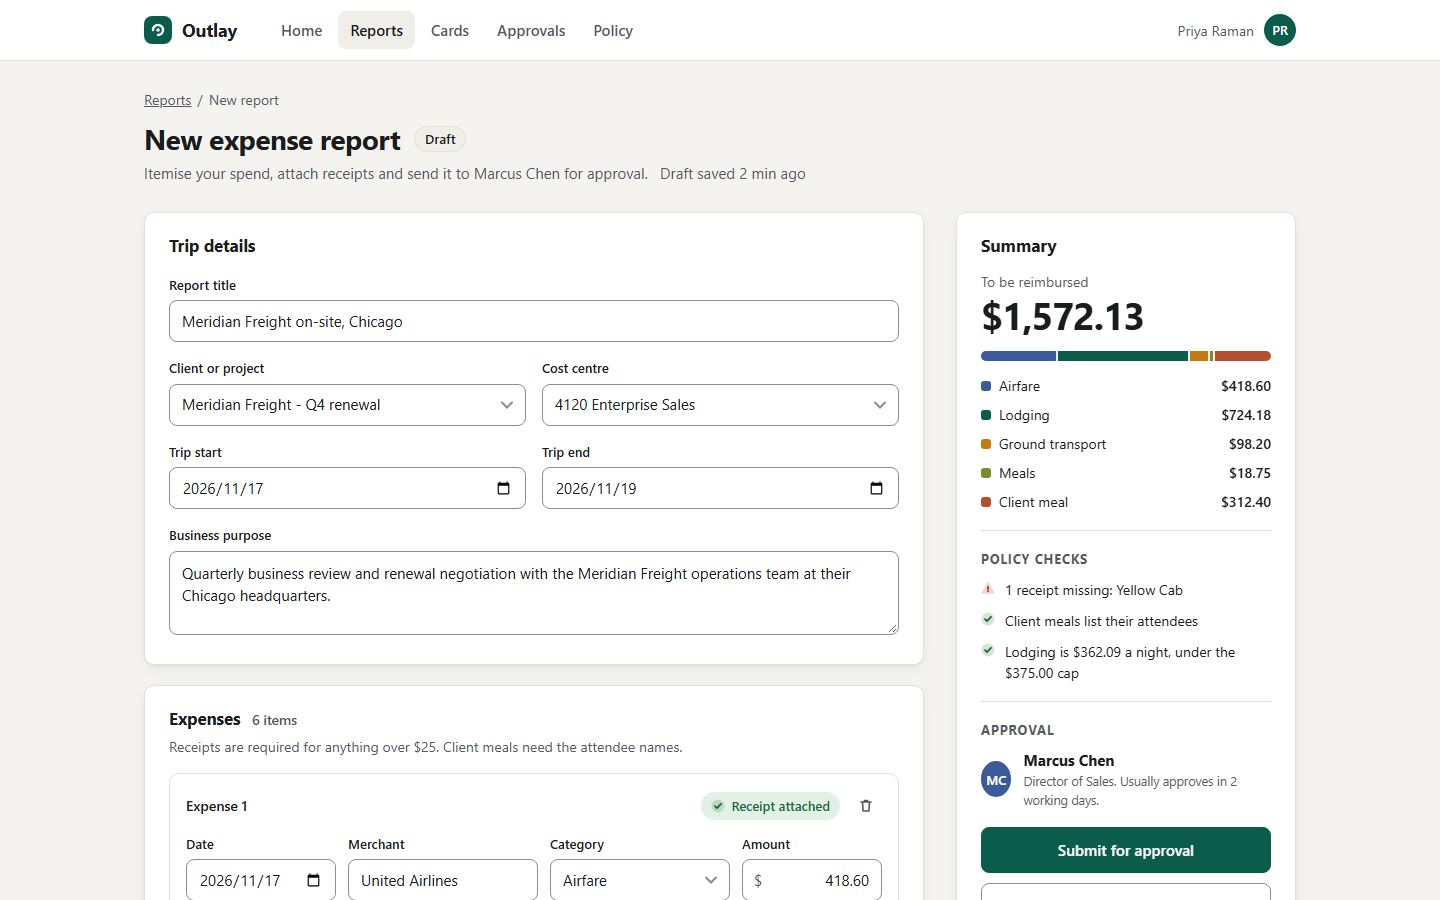 Outlay
Home
Reports
Cards
Approvals
Policy
Priya Raman
PR
Reports / New report
New expense report
Draft
Itemise your spend, attach receipts and send it to Marcus Chen for approval. Draft saved 2 min ago
Trip details
Report title
Meridian Freight on-site, Chicago
Client or project
Cost centre
Meridian Freight - Q4 renewal
4120 Enterprise Sales
Trip start
Trip end
2026/11/17
2026/11/19
Business purpose
Quarterly business review and renewal negotiation with the Meridian Freight operations team at their
Chicago headquarters.
Expenses 6 items
Receipts are required for anything over $25. Client meals need the attendee names.
Expense 1
Receipt attached
Date
Merchant
Category
Amount
2026/11/17
United Airlines
Airfare
$ 418.60
Summary
To be reimbursed
$1,572.13
Airfare $418.60
Lodging $724.18
Ground transport $98.20
Meals $18.75
Client meal $312.40
POLICY CHECKS
1 receipt missing: Yellow Cab
Client meals list their attendees
Lodging is $362.09 a night, under the
$375.00 cap
APPROVAL
MC
Marcus Chen
Director of Sales. Usually approves in 2
working days.
Submit for approval